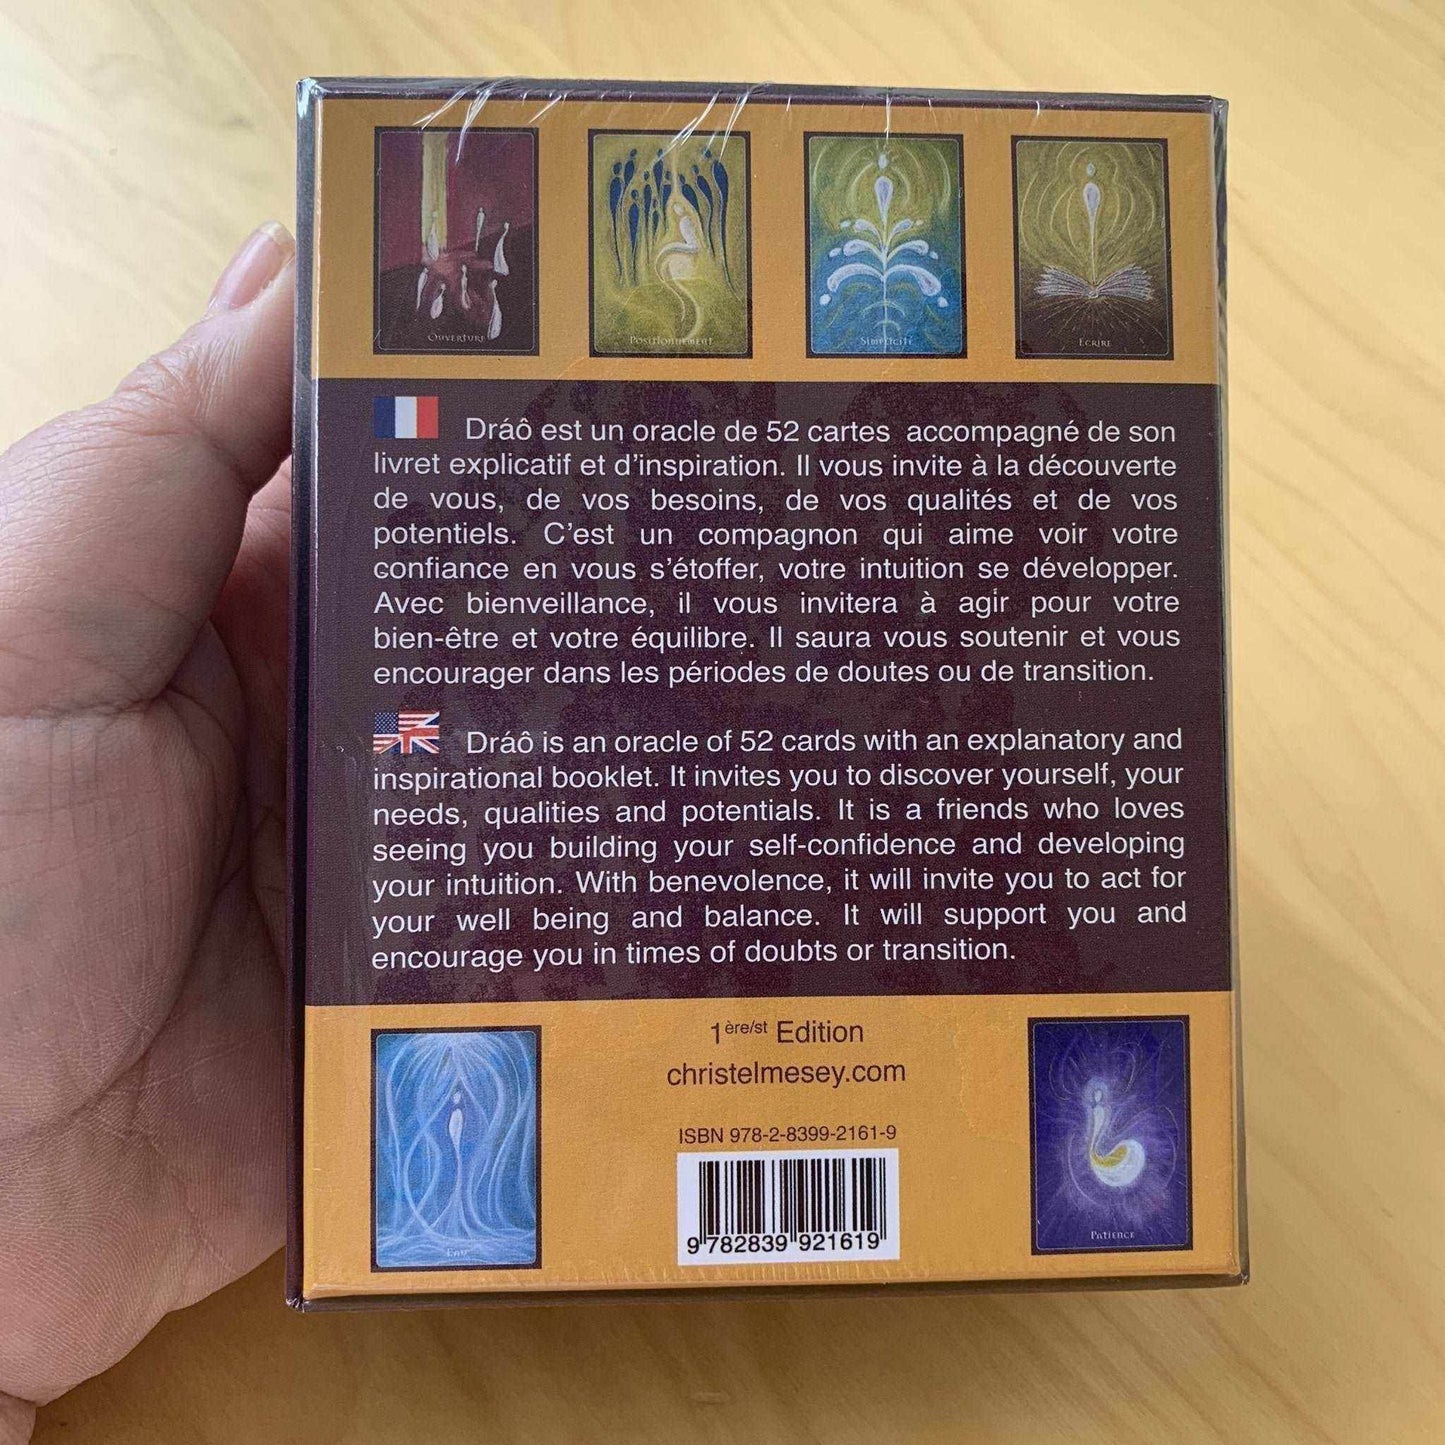 Ouverture
Positionnement
Simplicité
Ecrire
Dráô est un oracle de 52 cartes accompagné de son
livret explicatif et d'inspiration. Il vous invite à la découverte
de vous, de vos besoins, de vos qualités et de vos
potentiels. C'est un compagnon qui aime voir votre
confiance en vous s'étoffer, votre intuition se développer.
Avec bienveillance, il vous invitera à agir pour votre
bien-être et votre équilibre. Il saura vous soutenir et vous
encourager dans les périodes de doutes ou de transition.
Dráô is an oracle of 52 cards with an explanatory and
inspirational booklet. It invites you to discover yourself, your
needs, qualities and potentials. It is a friends who loves
seeing you building your self-confidence and developing
your intuition. With benevolence, it will invite you to act for
your well being and balance. It will support you and
encourage you in times of doubts or transition.
1ère/st Edition
christelmesey.com
ISBN 978-2-8399-2161-9
9 782839 921619
Eau
Patience